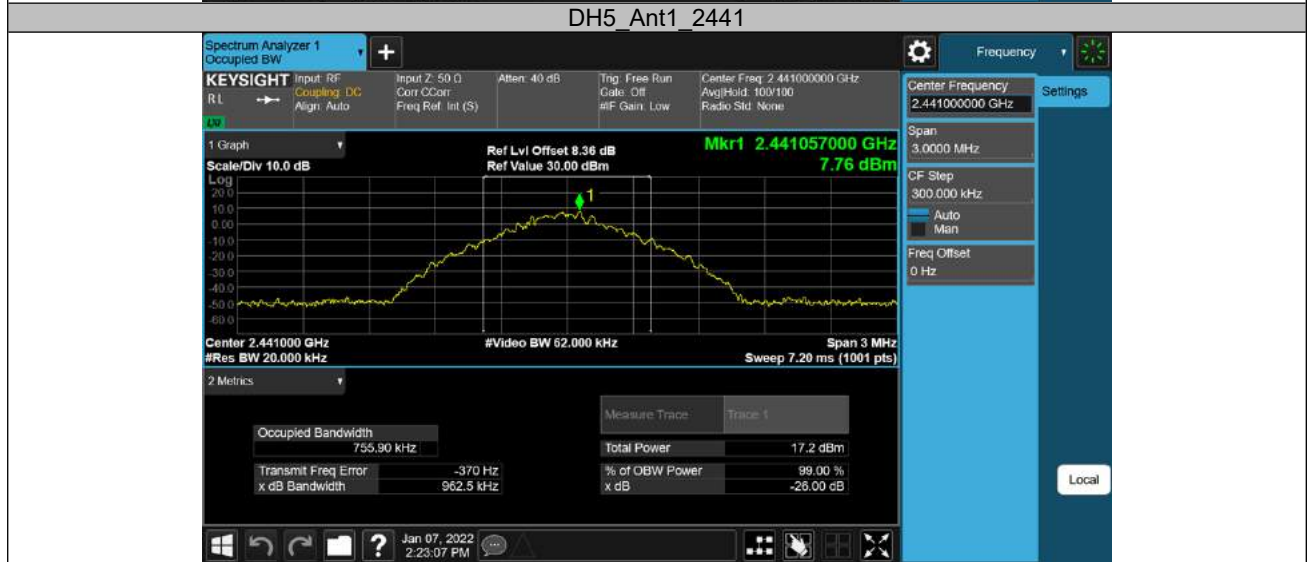 DH5_Ant1_2441
Spectrum Analyzer 1
Occupied BW
+
Frequency
KEYSIGHT
RL
Input: RF
Coupling: DC
Align: Auto
Input Z: 50 Ω
Corr CCorr
Freq Ref: Int (S)
Atten: 40 dB
Trig: Free Run
Gate: Off
#IF Gain: Low
Center Freq: 2.441000000 GHz
Avg|Hold: 100/100
Radio Std: None
Center Frequency
2.441000000 GHz
Settings
Span
3.0000 MHz
CF Step
300.000 kHz
Auto
Man
Freq Offset
0 Hz
1 Graph
Scale/Div 10.0 dB
Ref Lvl Offset 8.36 dB
Ref Value 30.00 dBm
Mkr1 2.441057000 GHz
7.76 dBm
Log
20.0
10.0
0.00
-10.0
-20.0
-30.0
-40.0
-50.0
-60.0
1
Center 2.441000 GHz
#Video BW 62.000 kHz
Span 3 MHz
#Res BW 20.000 kHz
Sweep 7.20 ms (1001 pts)
2 Metrics
Measure Trace
Trace 1
Occupied Bandwidth
755.90 kHz
Total Power
17.2 dBm
Transmit Freq Error
-370 Hz
% of OBW Power
99.00 %
x dB Bandwidth
962.5 kHz
x dB
-26.00 dB
Local
?
Jan 07, 2022
2:23:07 PM